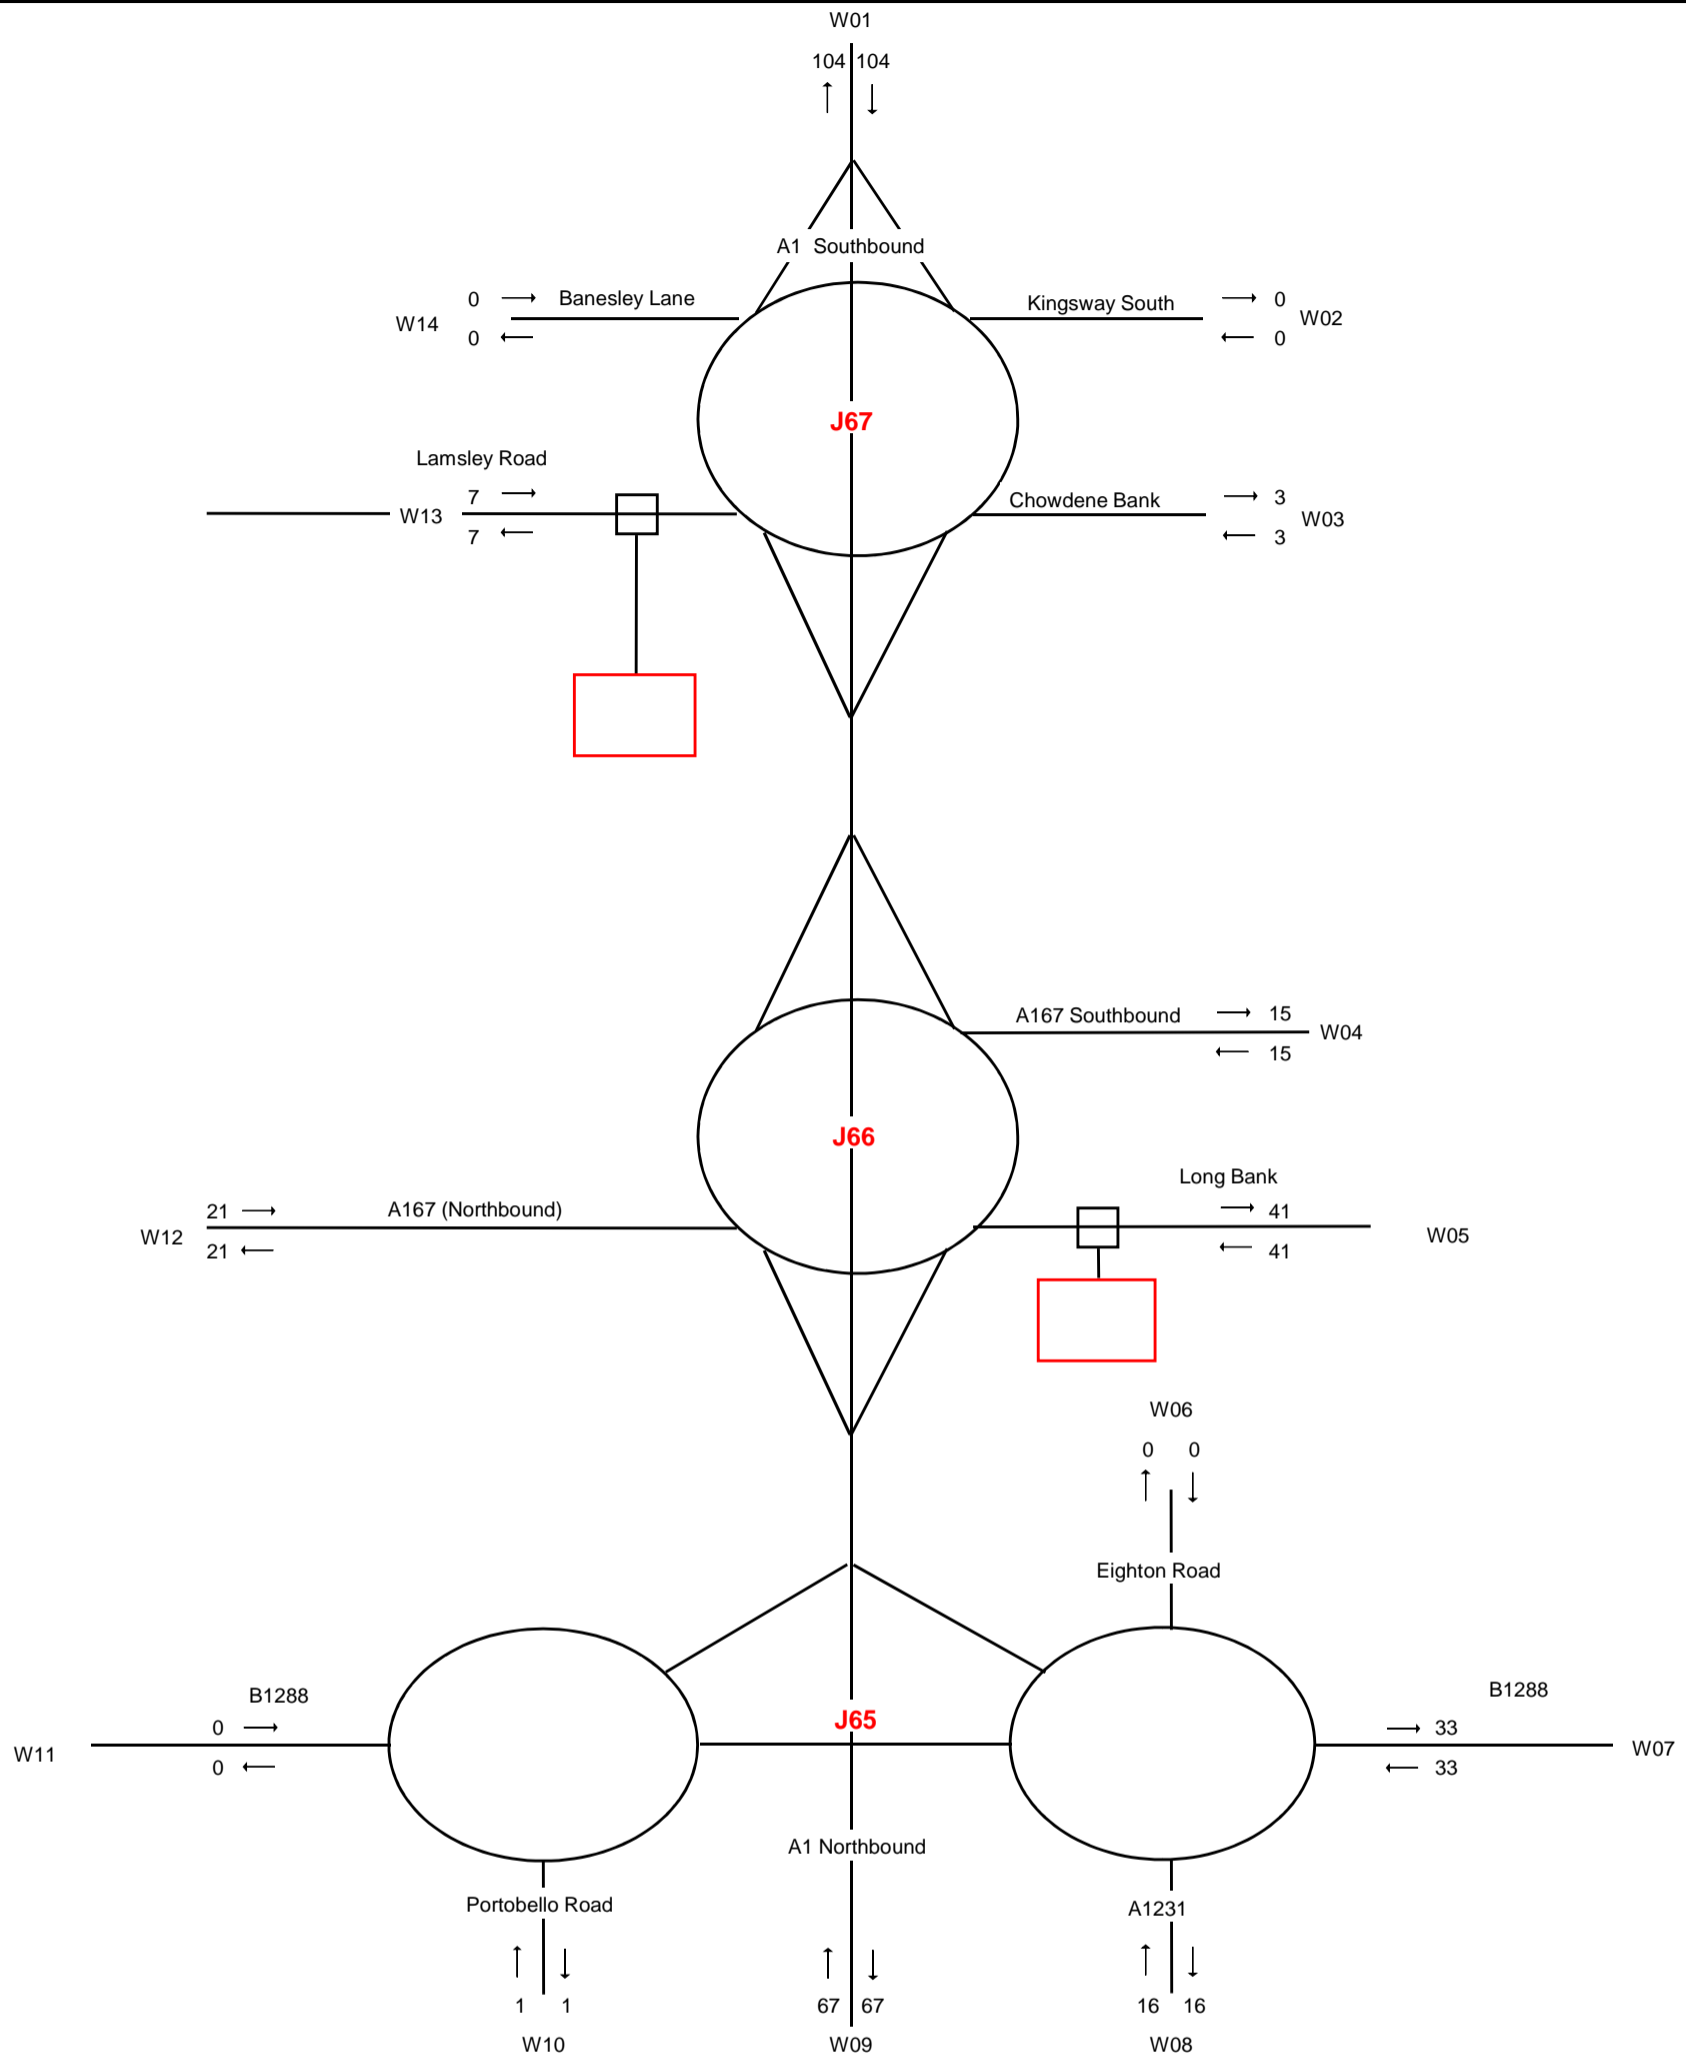 W01
104 104
A1 Southbound
0 Banesley Lane
W14
0
Kingsway South 0
W02
0
J67
Lamsley Road
7
W13
7
Chowdene Bank 3
W03
3
A167 Southbound 15
W04
15
J66
Long Bank
41
W05
41
21 A167 (Northbound)
W12
21
W06
0 0
Eighton Road
B1288
0
W11
0
J65
B1288
33
W07
33
A1 Northbound
Portobello Road
A1231
1 1
67 67
16 16
W10
W09
W08